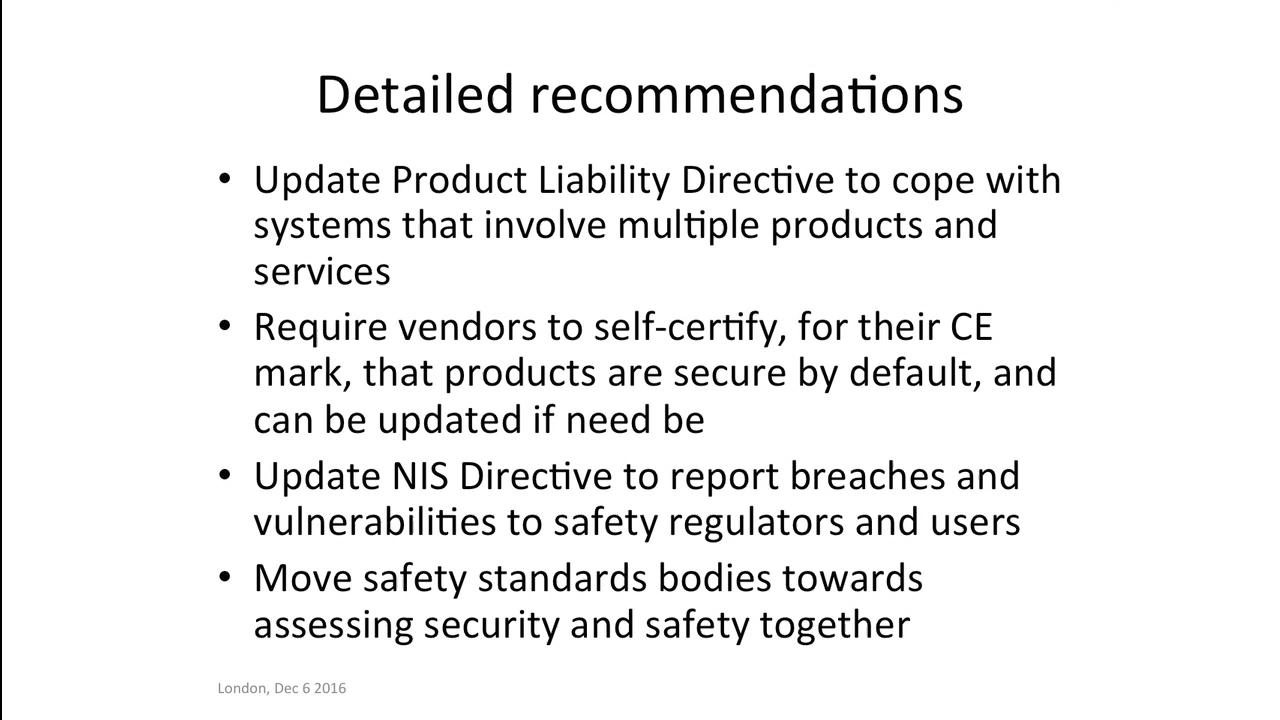 Detailed recommendations
• Update Product Liability Directive to cope with
systems that involve multiple products and
services
• Require vendors to self-certify, for their CE
mark, that products are secure by default, and
can be updated if need be
• Update NIS Directive to report breaches and
vulnerabilities to safety regulators and users
• Move safety standards bodies towards
assessing security and safety together
London, Dec 6 2016